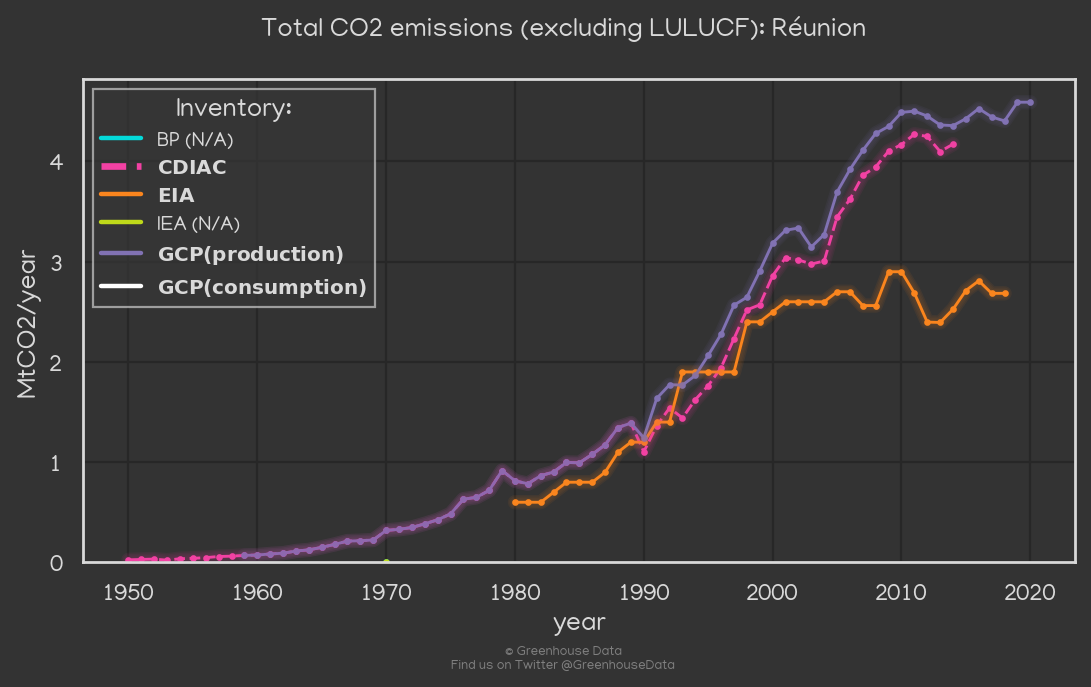 Total CO2 emissions (excluding LULUCF): Réunion
Inventory:
BP (N/A)
CDIAC
EIA
IEA (N/A)
GCP(production)
GCP(consumption)
MtCO2/year
4
3
2
1
0
1950 1960 1970 1980 1990 2000 2010 2020
year
© Greenhouse Data
Find us on Twitter @GreenhouseData